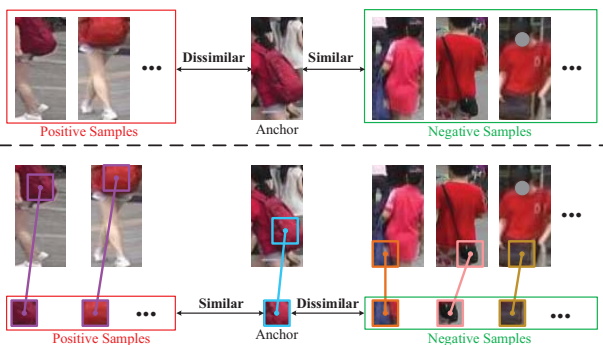 ... Dissimilar Similar ...
Positive Samples Anchor Negative Samples
...
... Similar Dissimilar ...
Positive Samples Anchor Negative Samples